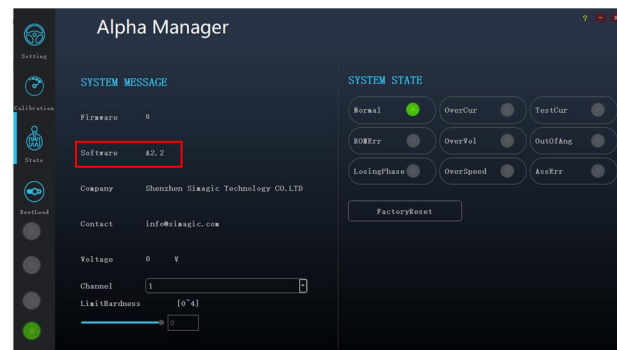 Alpha Manager
?
Setting
Calibration
State
BootLoad
SYSTEM MESSAGE
Firmware 0
Software A2.2
Company Shenzhen Simagic Technology CO.LTD
Contact info@simagic.com
Voltage 0 V
Channel 1
LimitHardness [0~4]
0
SYSTEM STATE
Normal OverCur TestCur
ROMErr OverVol OutOfAng
LosingPhase OverSpeed AssErr
FactoryReset